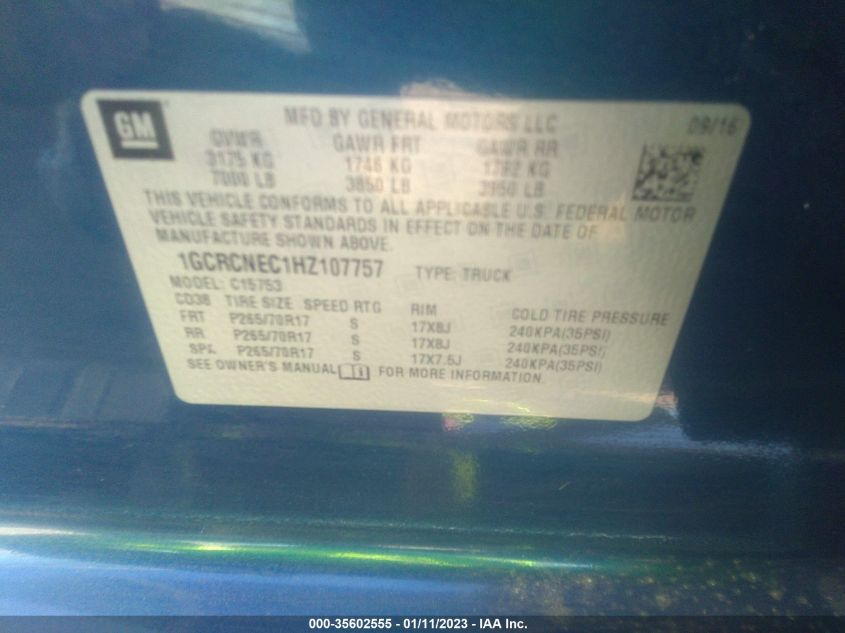 GM
MFD BY GENERAL MOTORS LLC 09/16
GVWR GAWR FRT GAWR RR
3175 KG 1746 KG 1792 KG
7000 LB 3850 LB 3950 LB
THIS VEHICLE CONFORMS TO ALL APPLICABLE U.S. FEDERAL MOTOR
VEHICLE SAFETY STANDARDS IN EFFECT ON THE DATE OF
MANUFACTURE SHOWN ABOVE.
1GCRCNEC1HZ107757 TYPE: TRUCK
MODEL: C15753
CD38 TIRE SIZE SPEED RTG RIM COLD TIRE PRESSURE
FRT P265/70R17 S 17X8J 240KPA(35PSI)
RR P265/70R17 S 17X8J 240KPA(35PSI)
SPA P265/70R17 S 17X7.5J 240KPA(35PSI)
SEE OWNER'S MANUAL FOR MORE INFORMATION.
000-35602555 - 01/11/2023 - IAA Inc.